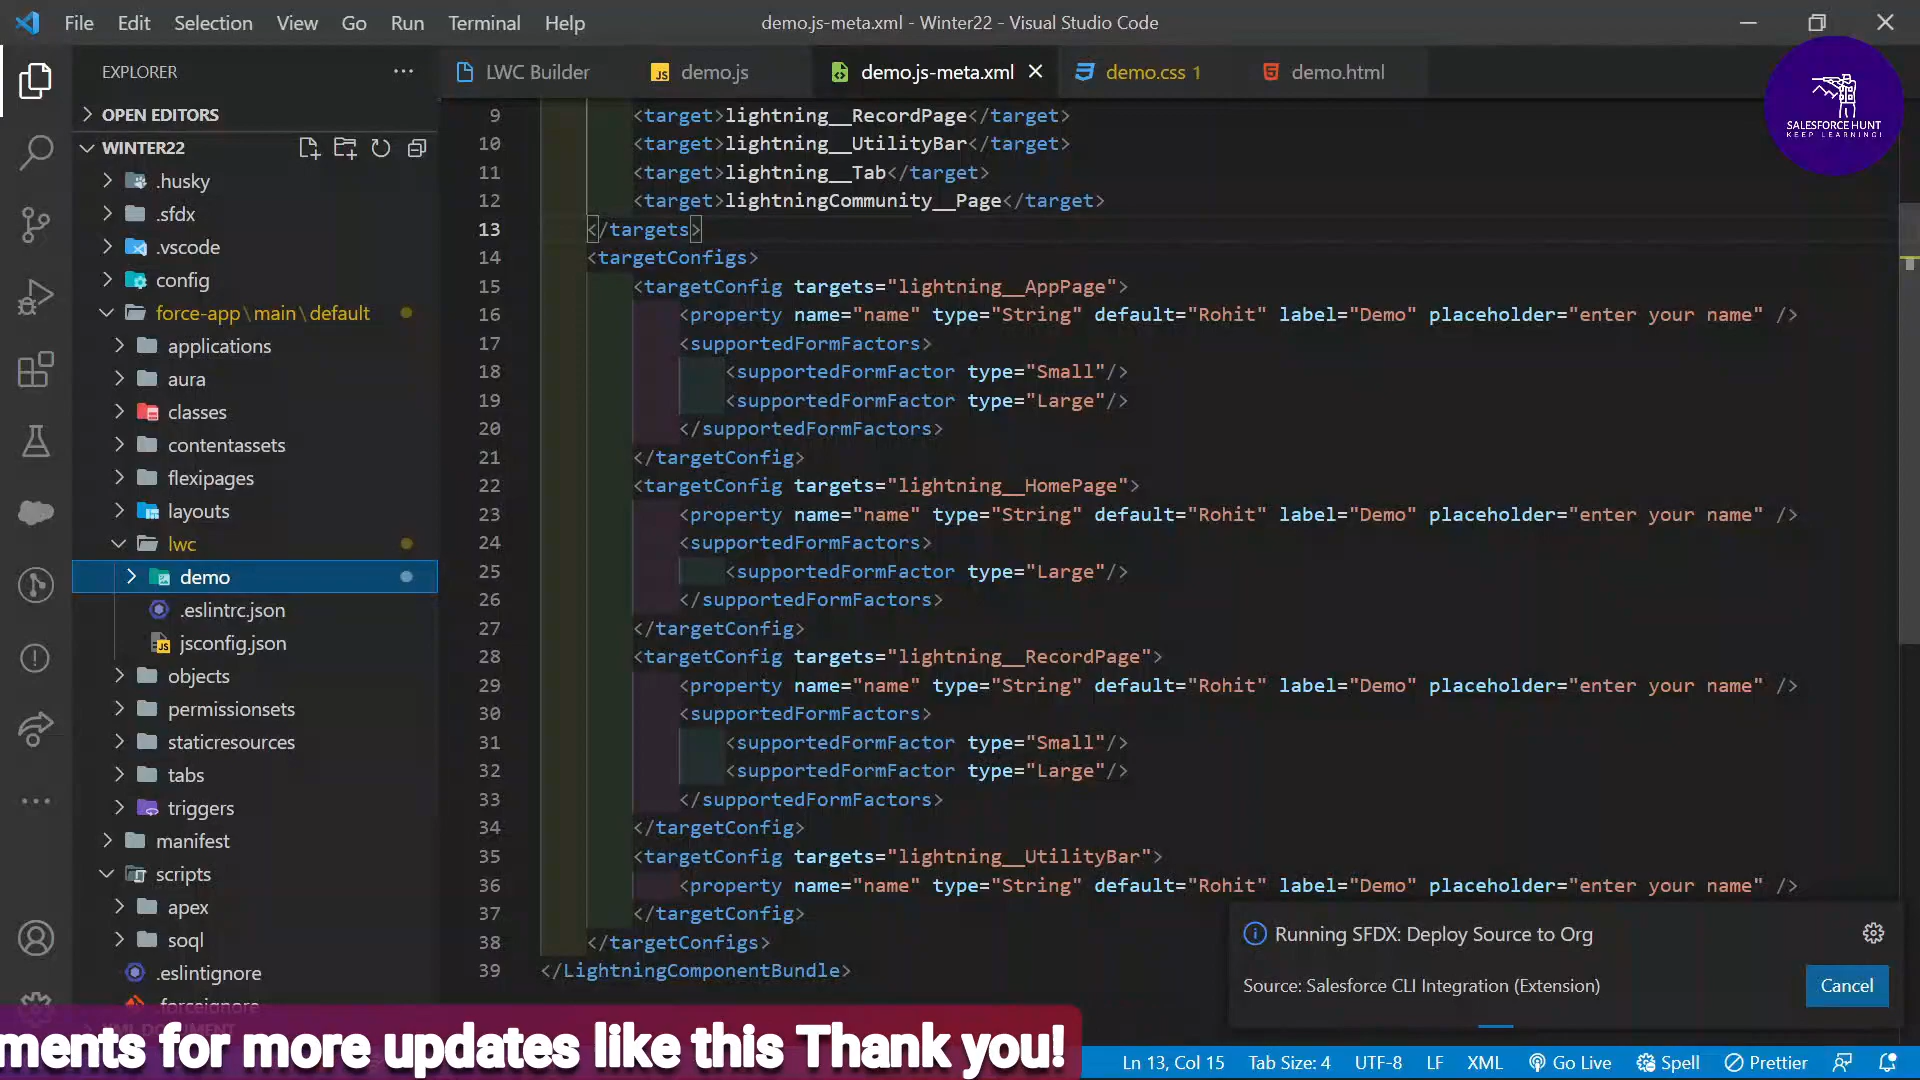 File Edit Selection View Go Run Terminal Help
demo.js-meta.xml - Winter22 - Visual Studio Code
EXPLORER
LWC Builder
demo.js
demo.js-meta.xml
demo.css 1
demo.html
SALESFORCE HUNT
KEEP LEARNING!
OPEN EDITORS
WINTER22
.husky
.sfdx
.vscode
config
force-app\main\default
applications
aura
classes
contentassets
flexipages
layouts
lwc
demo
.eslintrc.json
jsconfig.json
objects
permissionsets
staticresources
tabs
triggers
manifest
scripts
apex
soql
.eslintignore
.forceignore
9 <target>lightning__RecordPage</target>
10 <target>lightning__UtilityBar</target>
11 <target>lightning__Tab</target>
12 <target>lightningCommunity__Page</target>
13 </targets>
14 <targetConfigs>
15 <targetConfig targets="lightning__AppPage">
16 <property name="name" type="String" default="Rohit" label="Demo" placeholder="enter your name" />
17 <supportedFormFactors>
18 <supportedFormFactor type="Small"/>
19 <supportedFormFactor type="Large"/>
20 </supportedFormFactors>
21 </targetConfig>
22 <targetConfig targets="lightning__HomePage">
23 <property name="name" type="String" default="Rohit" label="Demo" placeholder="enter your name" />
24 <supportedFormFactors>
25 <supportedFormFactor type="Large"/>
26 </supportedFormFactors>
27 </targetConfig>
28 <targetConfig targets="lightning__RecordPage">
29 <property name="name" type="String" default="Rohit" label="Demo" placeholder="enter your name" />
30 <supportedFormFactors>
31 <supportedFormFactor type="Small"/>
32 <supportedFormFactor type="Large"/>
33 </supportedFormFactors>
34 </targetConfig>
35 <targetConfig targets="lightning__UtilityBar">
36 <property name="name" type="String" default="Rohit" label="Demo" placeholder="enter your name" />
37 </targetConfig>
38 </targetConfigs>
39 </LightningComponentBundle>
Running SFDX: Deploy Source to Org
Source: Salesforce CLI Integration (Extension)
Cancel
ments for more updates like this Thank you!
Ln 13, Col 15 Tab Size: 4 UTF-8 LF XML Go Live Spell Prettier